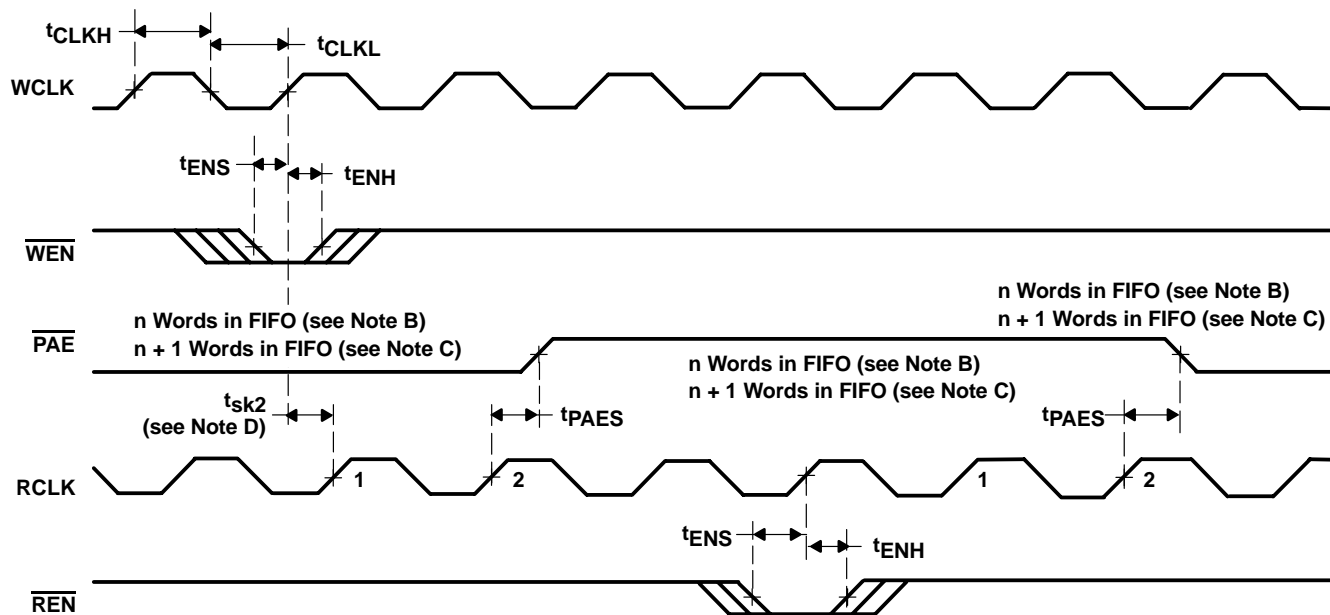 tCLKH
tCLKL
WCLK
tENS
tENH
WEN
n Words in FIFO (see Note B)
n + 1 Words in FIFO (see Note C)
n Words in FIFO (see Note B)
n + 1 Words in FIFO (see Note C)
PAE
n Words in FIFO (see Note B)
n + 1 Words in FIFO (see Note C)
tsk2
(see Note D)
tPAES
tPAES
RCLK
1
2
1
2
tENS
tENH
REN